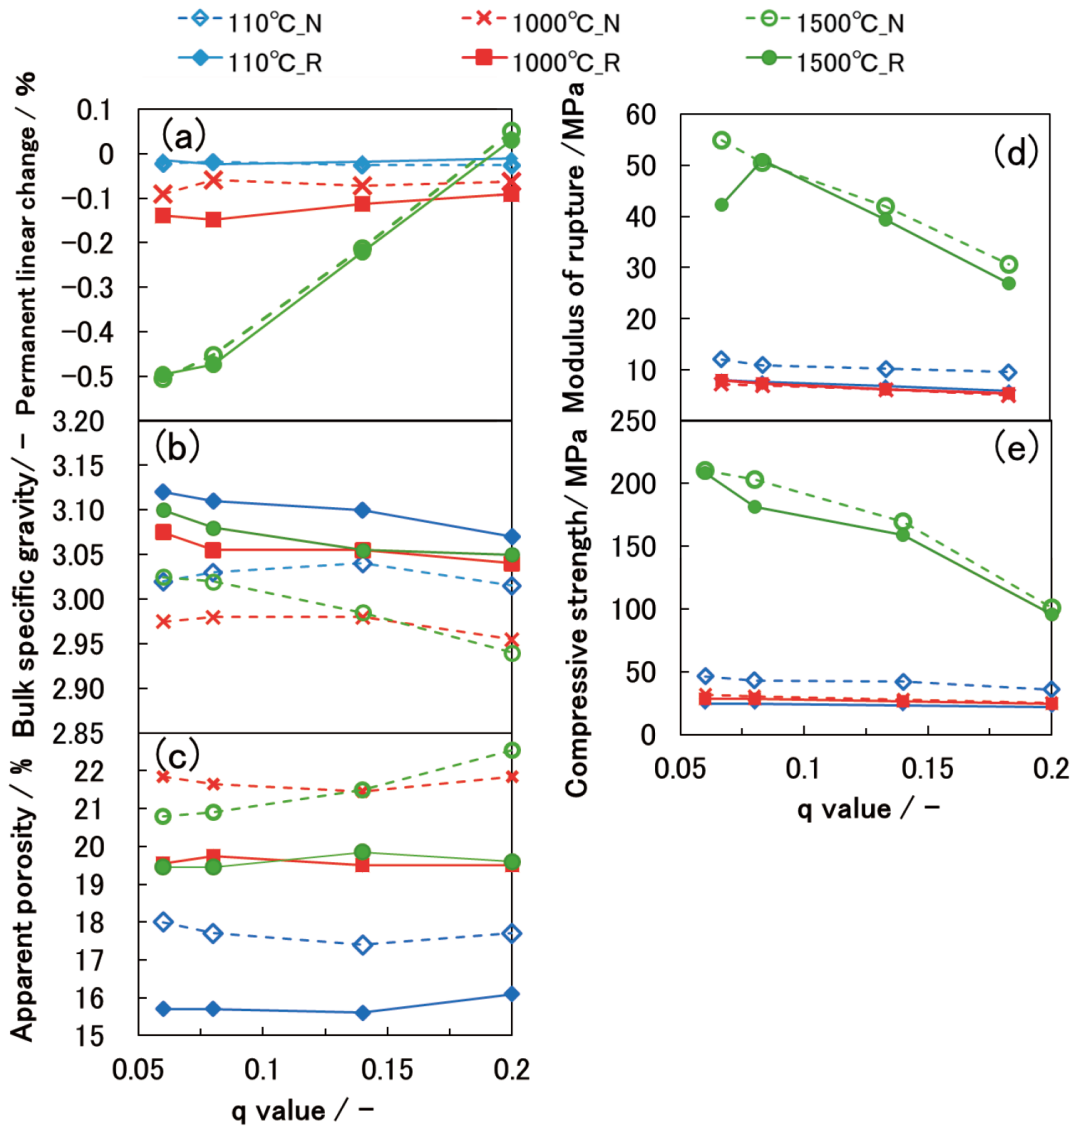 110℃_N 1000℃_N 1500℃_N
110℃_R 1000℃_R 1500℃_R
Permanent linear change / %
0.1
0
-0.1
-0.2
-0.3
-0.4
-0.5
(a)
Bulk specific gravity/ -
3.20
3.15
3.10
3.05
3.00
2.95
2.90
2.85
(b)
Apparent porosity / %
22
21
20
19
18
17
16
15
(c)
0.05 0.1 0.15 0.2
q value / -
Modulus of rupture /MPa
60
50
40
30
20
10
(d)
Compressive strength/ MPa
250
200
150
100
50
0
(e)
0.05 0.1 0.15 0.2
q value / -